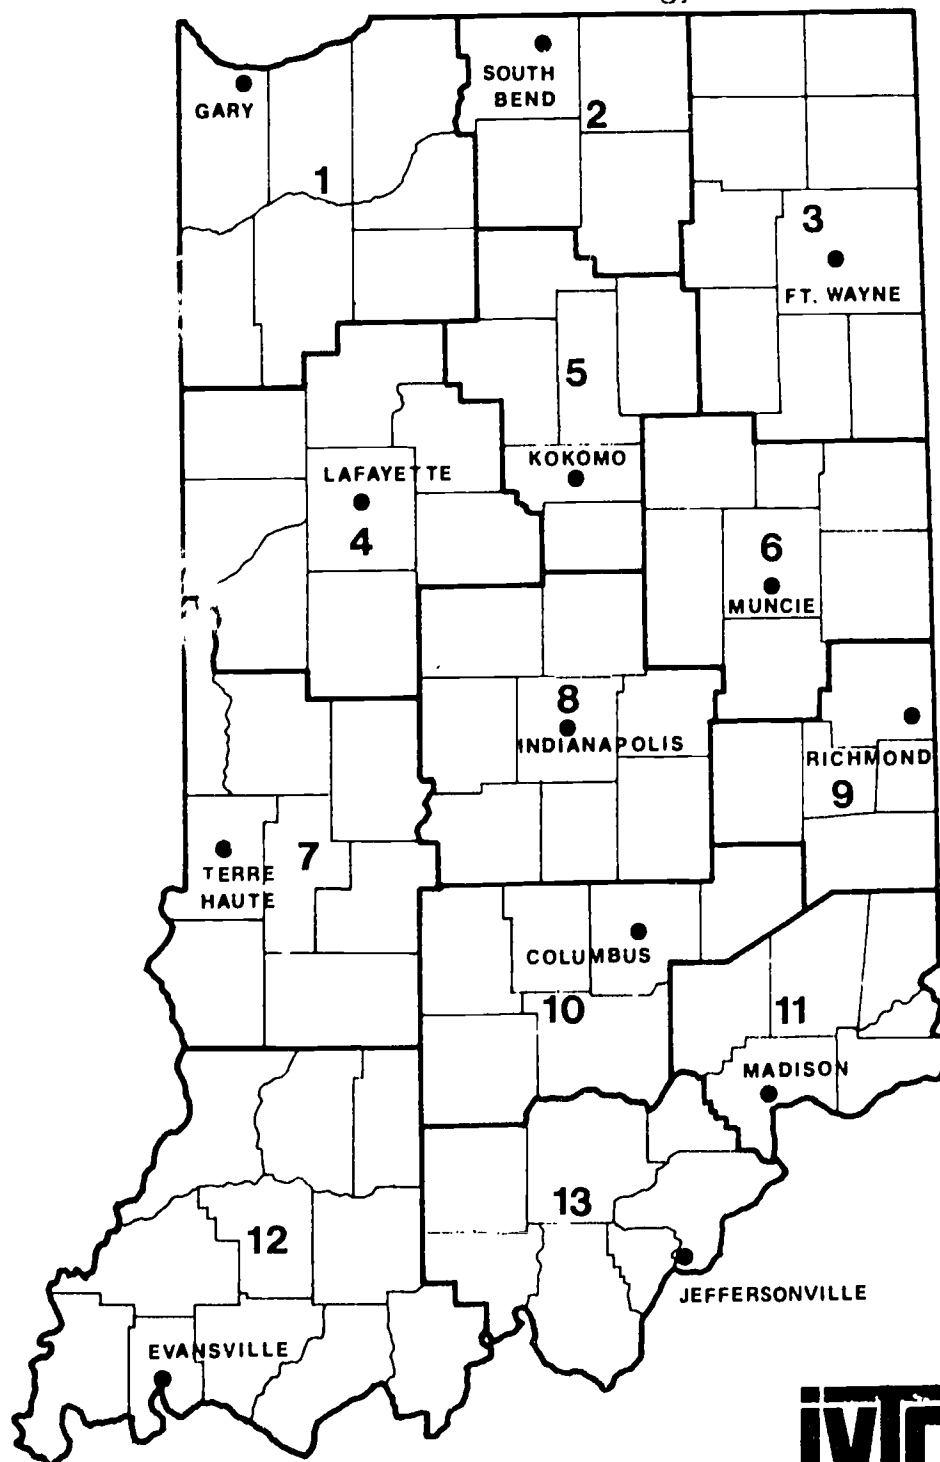 SOUTH
BEND
GARY
2
1
3
FT. WAYNE
5
KOKOMO
LAFAYETTE
4
6
MUNCIE
8
INDIANAPOLIS
RICHMOND
9
7
TERRE
HAUTE
COLUMBUS
10
11
MADISON
13
12
JEFFERSONVILLE
EVANSVILLE